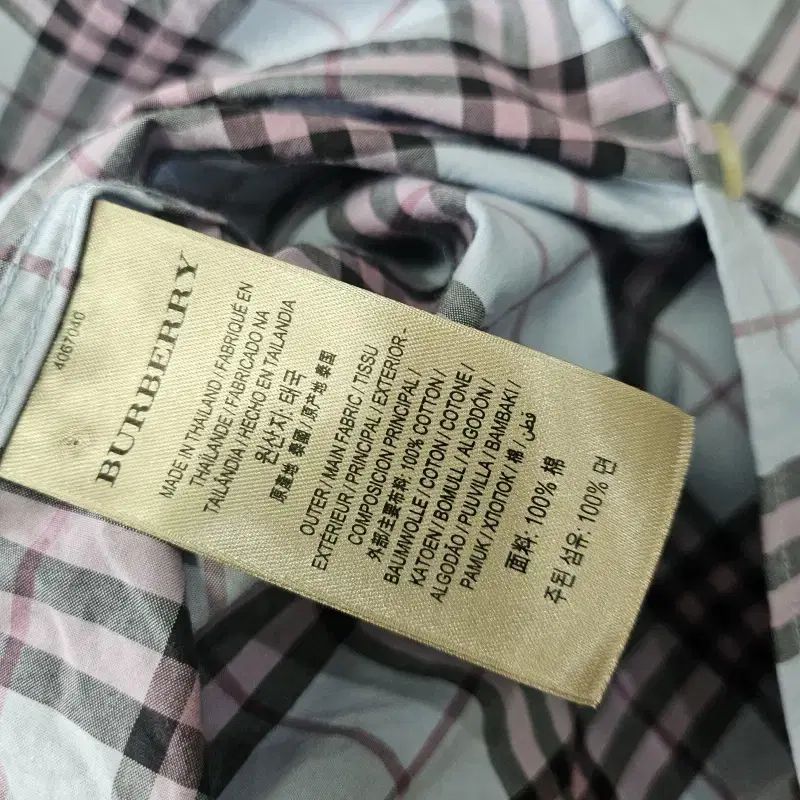 4067040
BURBERRY
MADE IN THAILAND / FABRIQUÉ EN
THAÏLANDE / FABRICADO NA
TAILÂNDIA / HECHO EN TAILANDIA
원산지: 태국
原產地 泰國 / 原产地 泰国
OUTER / MAIN FABRIC / TISSU
EXTERIEUR / PRINCIPAL / EXTERIOR -
COMPOSICION PRINCIPAL /
外部主要布料: 100% COTTON /
BAUMWOLLE / COTON / COTONE /
KATOEN / BOMULL / ALGODÓN /
ALGODÃO / PUUVILLA / BAMBAKI /
PAMUK / ХЛОПОК / 棉 / قطن
面料: 100% 棉
주된 섬유: 100% 면